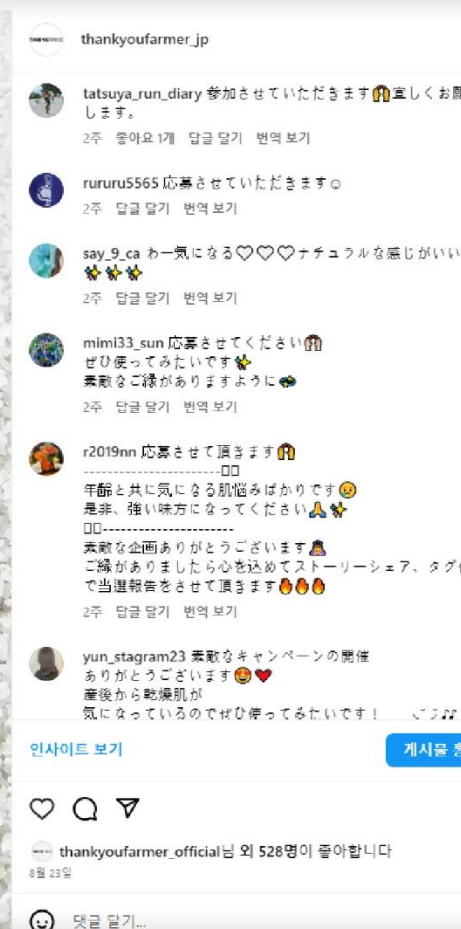 thankyoufarmer_jp
tatsuya_run_diary 参加させていただきます🙌宜しくお願
します。
2주 좋아요 1개 답글 달기 번역 보기
rururu5565 応募させていただきます☺
2주 답글 달기 번역 보기
say_9_ca わー気になる♡♡♡ナチュラルな感じがいい
✨✨✨
2주 답글 달기 번역 보기
mimi33_sun 応募させてください🙌
ぜひ使ってみたいです✨
素敵なご縁がありますように
2주 답글 달기 번역 보기
r2019nn 応募させて頂きます🙌
-----------------------▯▯
年齢と共に気になる肌悩みばかりです😢
是非、強い味方になってください🙏✨
▯▯----------------------
素敵な企画ありがとうございます🙇
ご縁がありましたら心を込めてストーリーシェア、タグ
で当選報告をさせて頂きます🔥🔥🔥
2주 답글 달기 번역 보기
yun_stagram23 素敵なキャンペーンの開催
ありがとうございます😍❤
産後から乾燥肌が
気になっているのでぜひ使ってみたいです！
인사이트 보기
게시물
thankyoufarmer_official님 외 528명이 좋아합니다
8월 23일
댓글 달기...